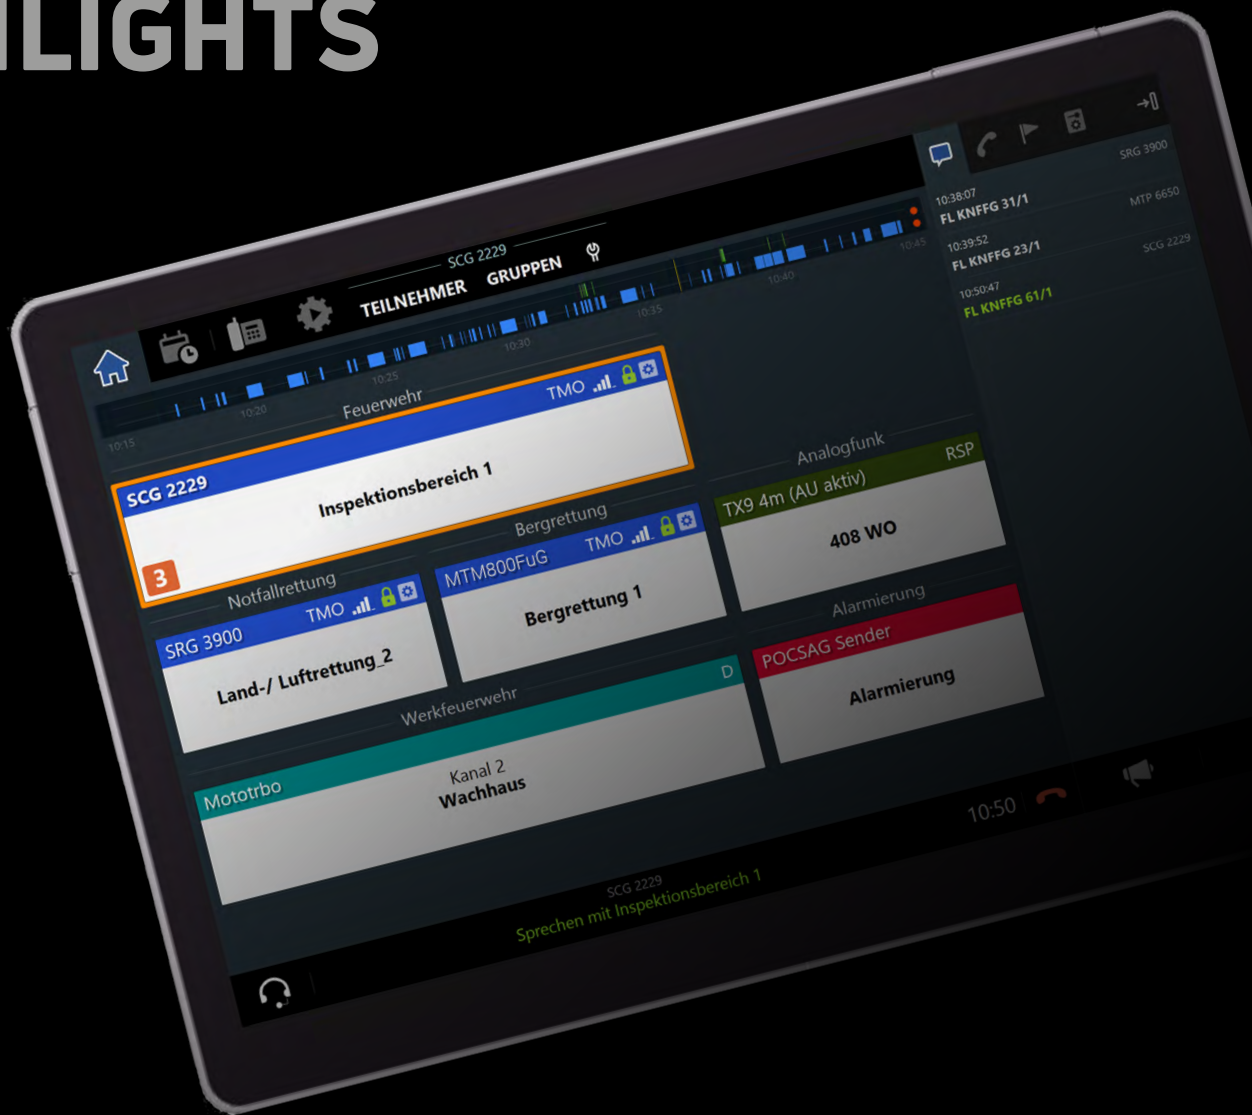 LIGHTS
SCG 2229
TEILNEHMER GRUPPEN
10:15 10:20 10:25 10:30 10:35 10:40 10:45
Feuerwehr
SCG 2229 TMO
Inspektionsbereich 1
3
Notfallrettung
SRG 3900 TMO
Land-/ Luftrettung_2
Bergrettung
MTM800FuG TMO
Bergrettung 1
Analogfunk
TX9 4m (AU aktiv) RSP
408 WO
Werkfeuerwehr
Mototrbo D
Kanal 2
Wachhaus
Alarmierung
POCSAG Sender
Alarmierung
10:38:07 SRG 3900
FL KNFFG 31/1
10:39:52 MTP 6650
FL KNFFG 23/1
10:50:47 SCG 2229
FL KNFFG 61/1
10:50
SCG 2229
Sprechen mit Inspektionsbereich 1